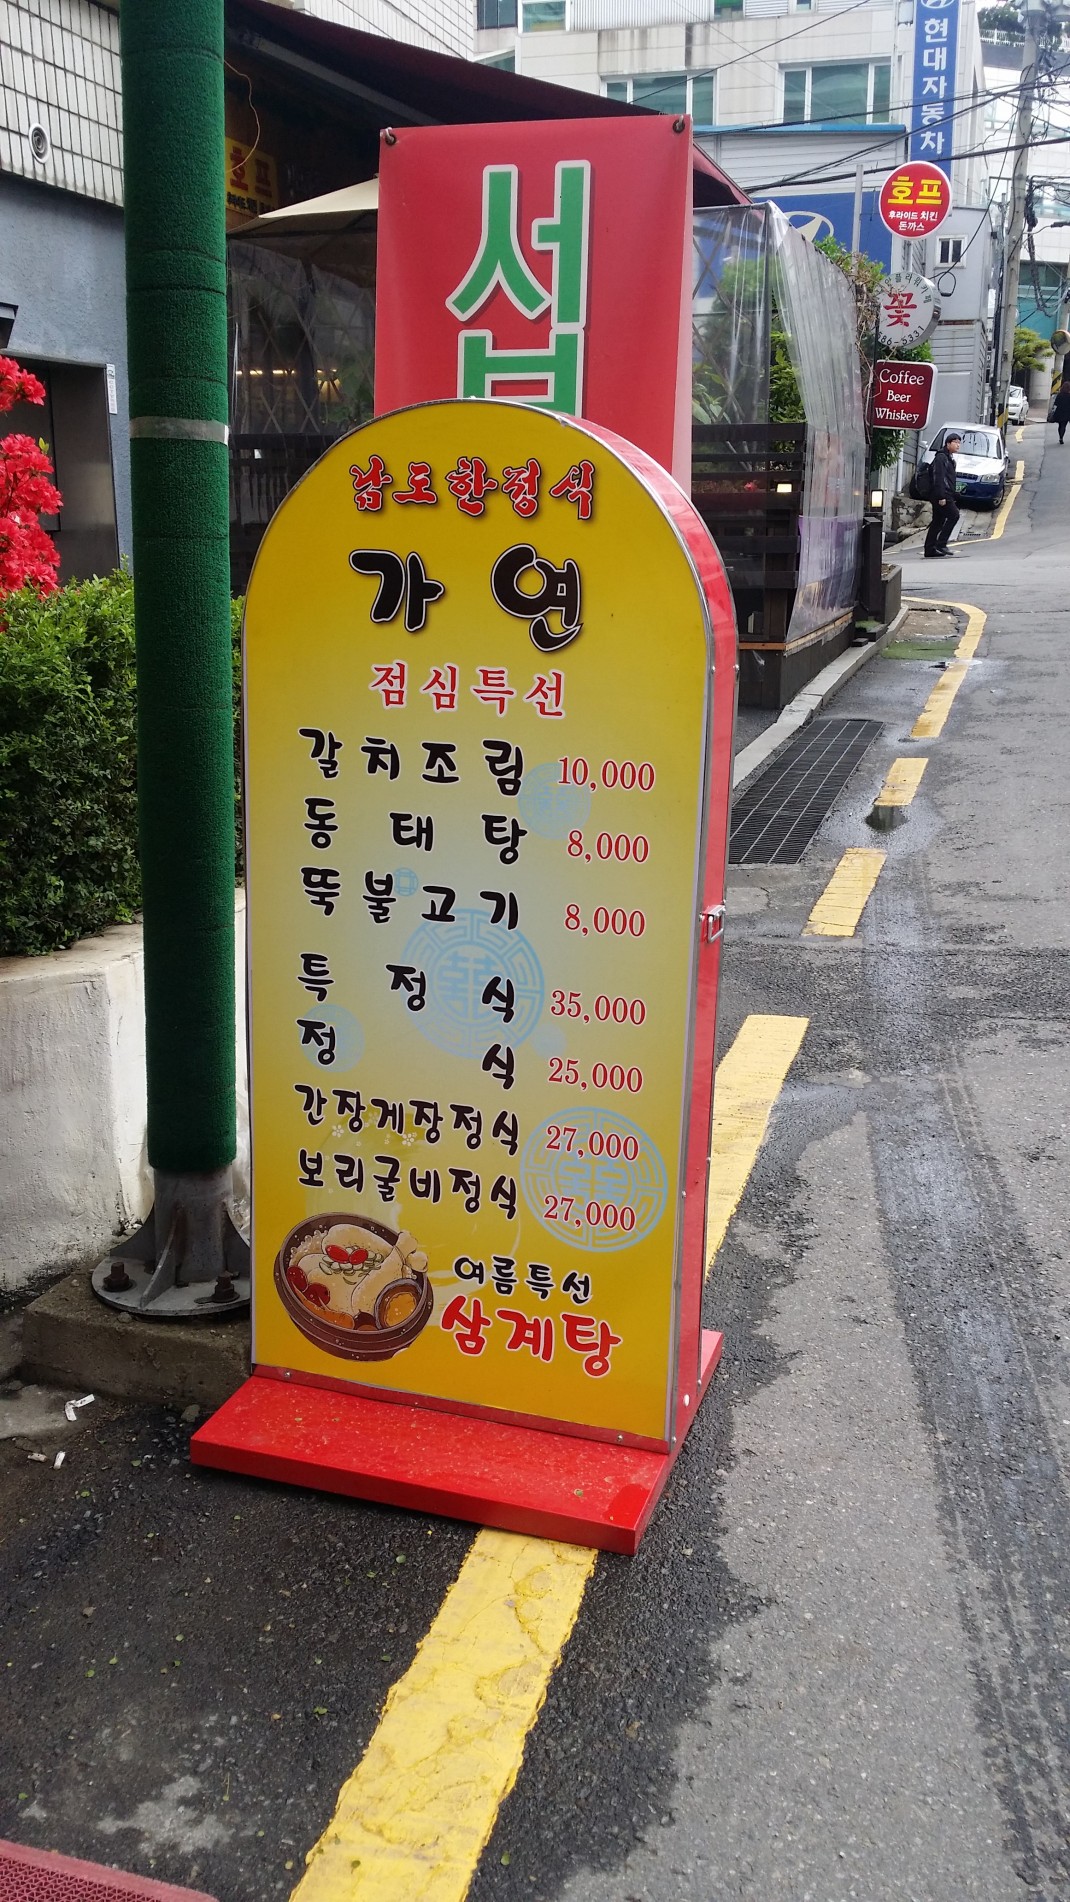 현대자동차
호프
호프
후라이드 치킨
돈까스
꽃
Coffee
Beer
Whiskey
서
남도한정식
가연
점심특선
갈치조림 10,000
동태탕 8,000
뚝불고기 8,000
특정식 35,000
정식 25,000
간장게장정식 27,000
보리굴비정식 27,000
여름특선
삼계탕